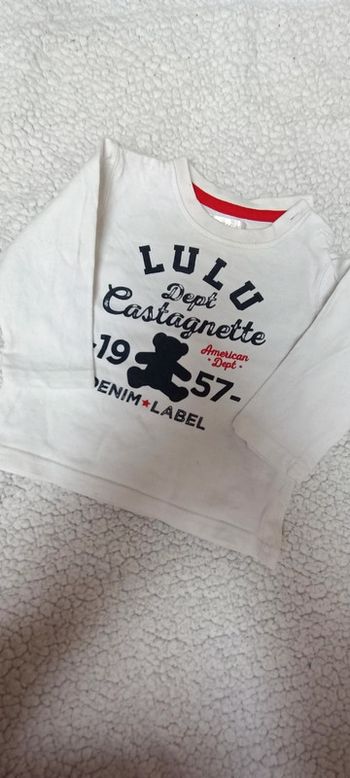 LULU
Dept
Castagnette
American
-19 57-
Dept
DENIM★LABEL